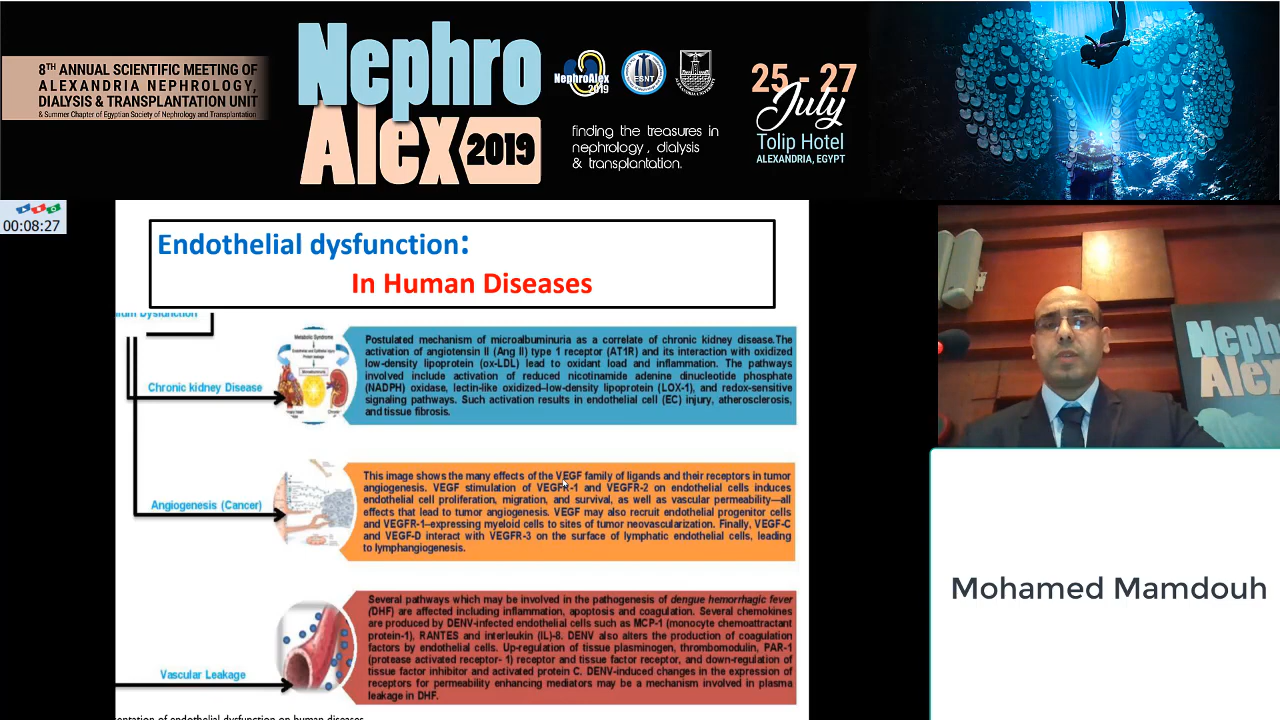 8TH ANNUAL SCIENTIFIC MEETING OF
ALEXANDRIA NEPHROLOGY,
DIALYSIS & TRANSPLANTATION UNIT
& Summer Chapter of Egyptian Society of Nephrology and Transplantation
Nephro
Alex 2019
NephroAlex
2019
ESNT
finding the treasures in
nephrology, dialysis
& transplantation.
25 - 27
July
Tolip Hotel
ALEXANDRIA, EGYPT
00:08:27
Endothelial dysfunction:
In Human Diseases
Dysfunction
Metabolic Syndrome
Chronic kidney Disease
Postulated mechanism of microalbuminuria as a correlate of chronic kidney disease.The
activation of angiotensin II (Ang II) type 1 receptor (AT1R) and its interaction with oxidized
low-density lipoprotein (ox-LDL) lead to oxidant load and inflammation. The pathways
involved include activation of reduced nicotinamide adenine dinucleotide phosphate
(NADPH) oxidase, lectin-like oxidized–low-density lipoprotein (LOX-1), and redox-sensitive
signaling pathways. Such activation results in endothelial cell (EC) injury, atherosclerosis,
and tissue fibrosis.
Angiogenesis (Cancer)
This image shows the many effects of the VEGF family of ligands and their receptors in tumor
angiogenesis. VEGF stimulation of VEGFR-1 and VEGFR-2 on endothelial cells induces
endothelial cell proliferation, migration, and survival, as well as vascular permeability—all
effects that lead to tumor angiogenesis. VEGF may also recruit endothelial progenitor cells
and VEGFR-1–expressing myeloid cells to sites of tumor neovascularization. Finally, VEGF-C
and VEGF-D interact with VEGFR-3 on the surface of lymphatic endothelial cells, leading
to lymphangiogenesis.
Vascular Leakage
Several pathways which may be involved in the pathogenesis of dengue hemorrhagic fever
(DHF) are affected including inflammation, apoptosis and coagulation. Several chemokines
are produced by DENV-infected endothelial cells such as MCP-1 (monocyte chemoattractant
protein-1), RANTES and interleukin (IL)-8. DENV also alters the production of coagulation
factors by endothelial cells. Up-regulation of tissue plasminogen, thrombomodulin, PAR-1
(protease activated receptor- 1) receptor and tissue factor receptor, and down-regulation of
tissue factor inhibitor and activated protein C. DENV-induced changes in the expression of
receptors for permeability enhancing mediators may be a mechanism involved in plasma
leakage in DHF.
of endothelial dysfunction on human diseases
Nephro
Alex
Mohamed Mamdouh